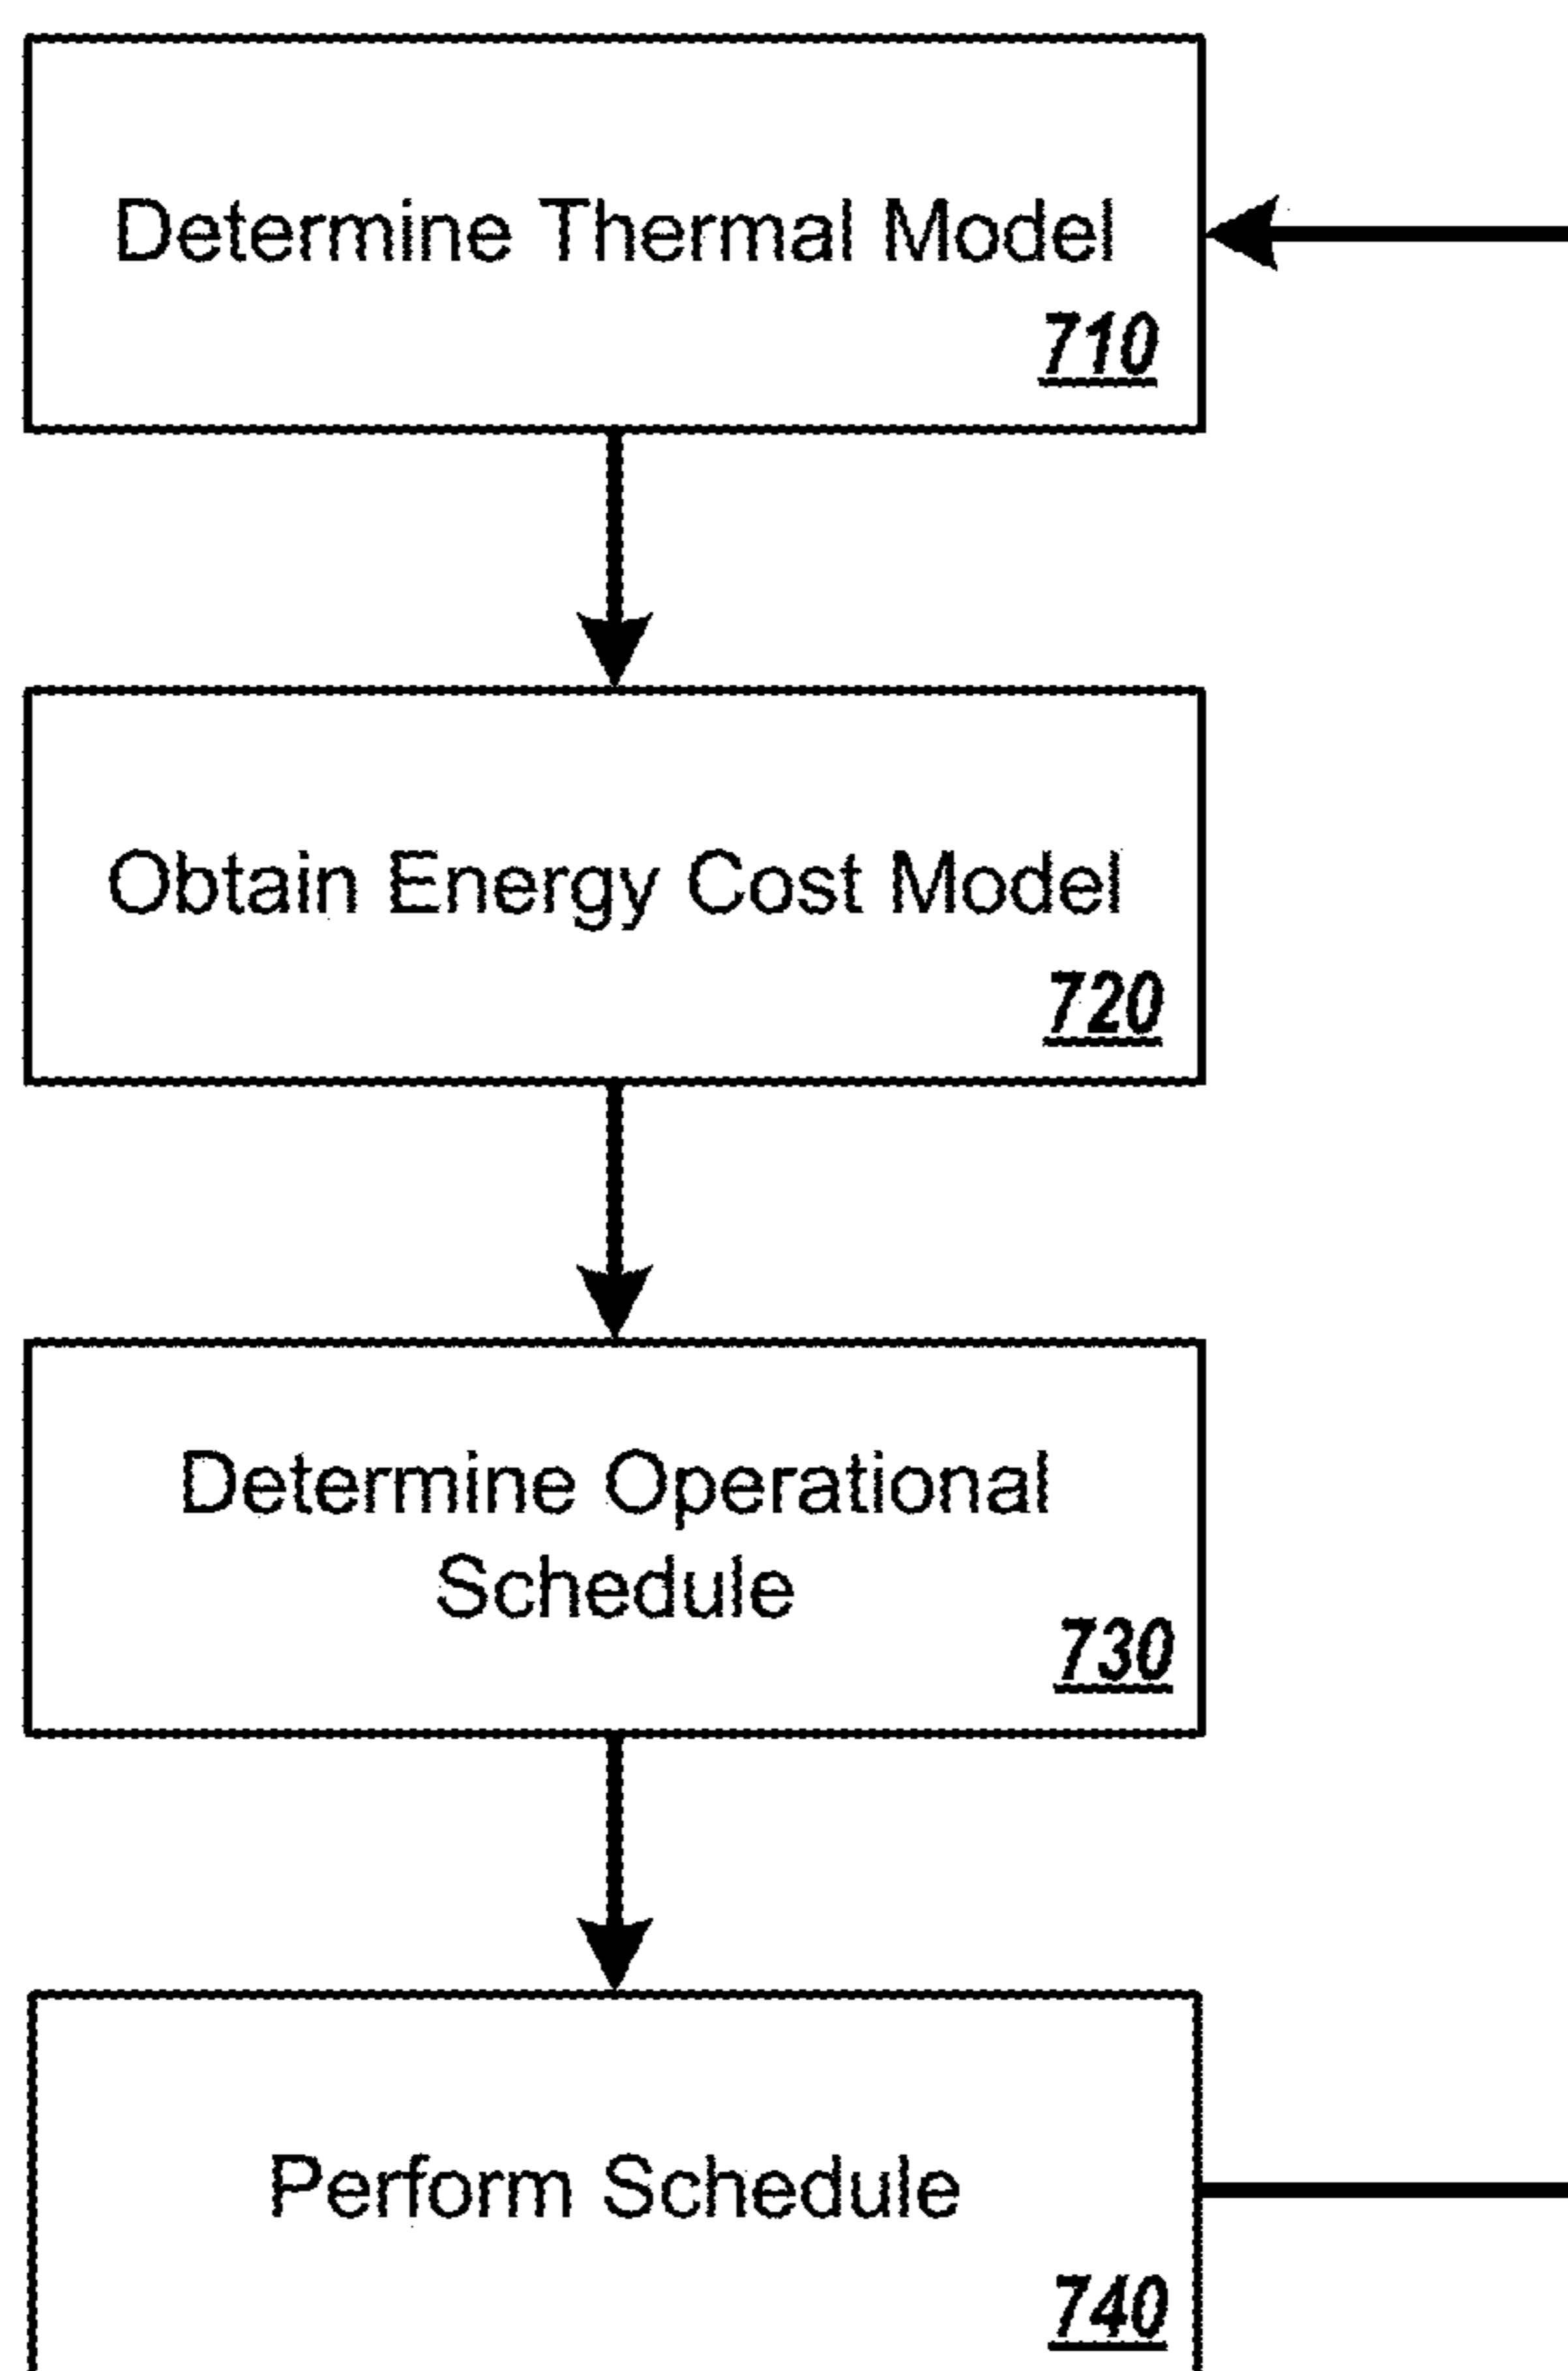 Determine Thermal Model
710
Obtain Energy Cost Model
720
Determine Operational
Schedule
730
Perform Schedule
740